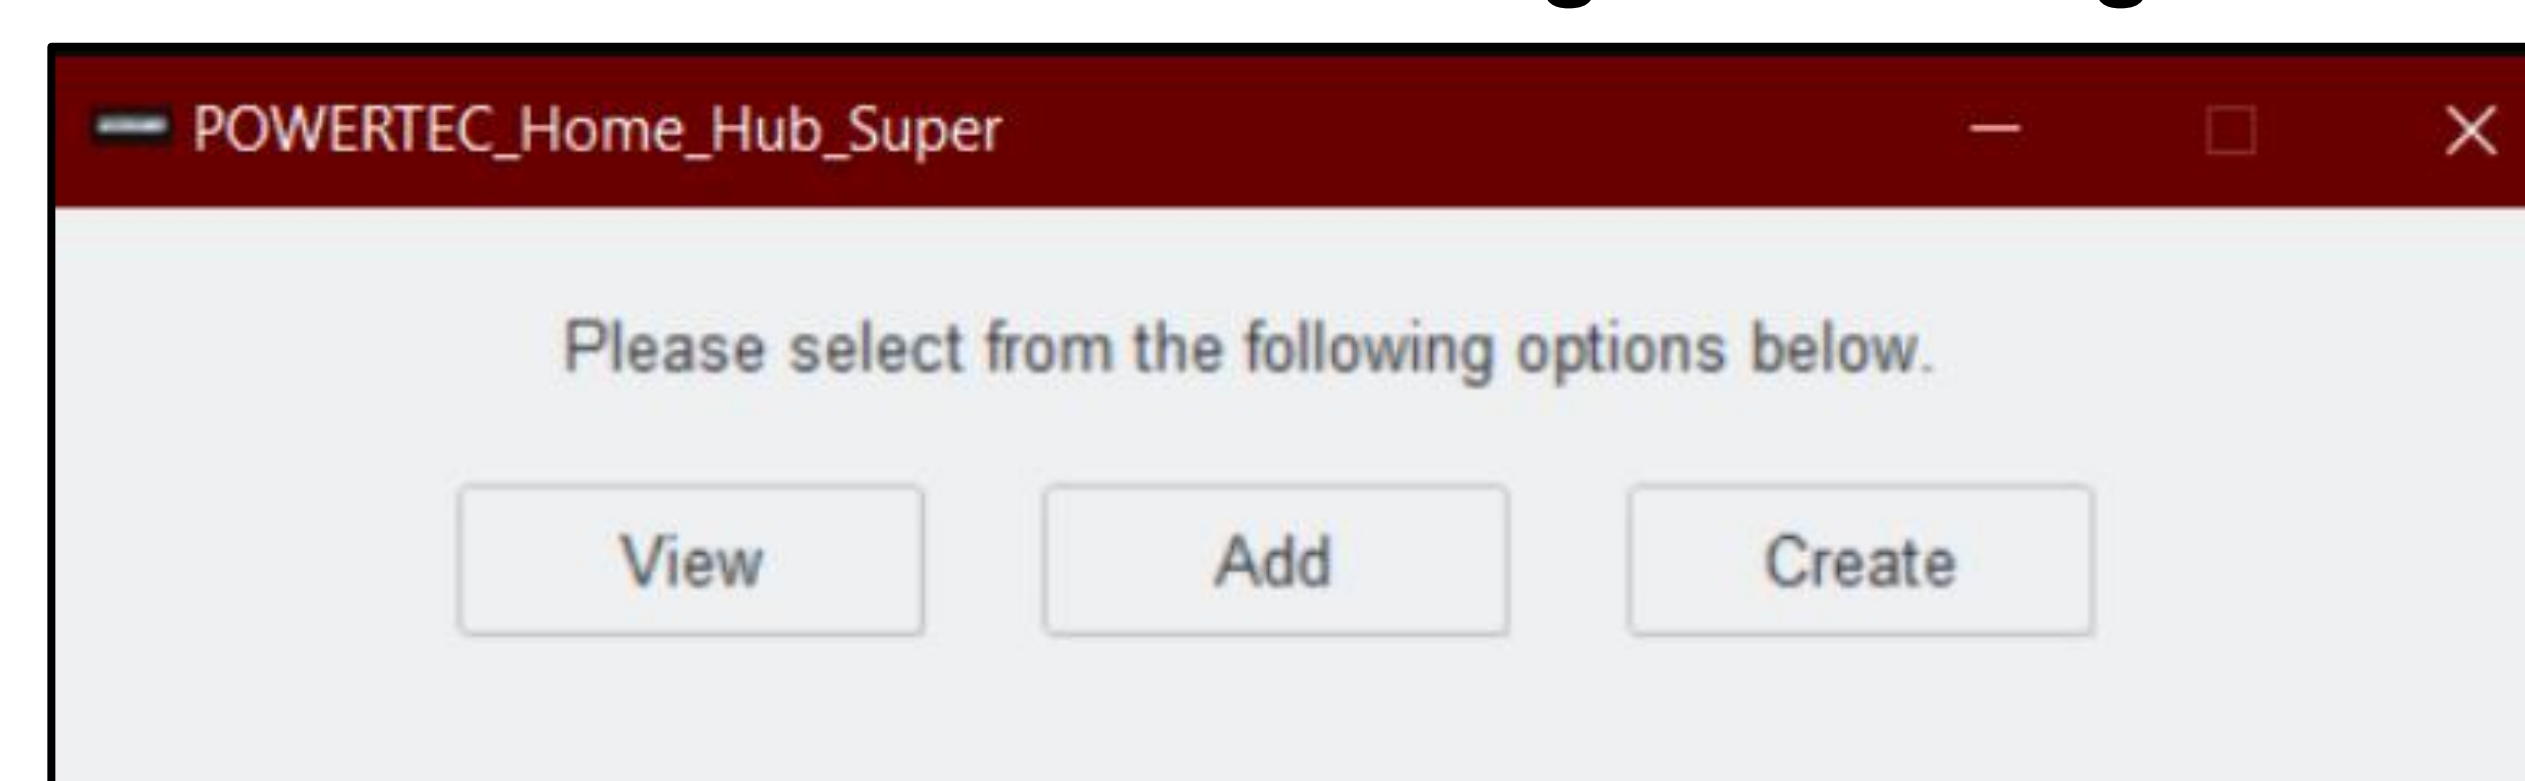 POWERTEC_Home_Hub_Super
Please select from the following options below.
View Add Create